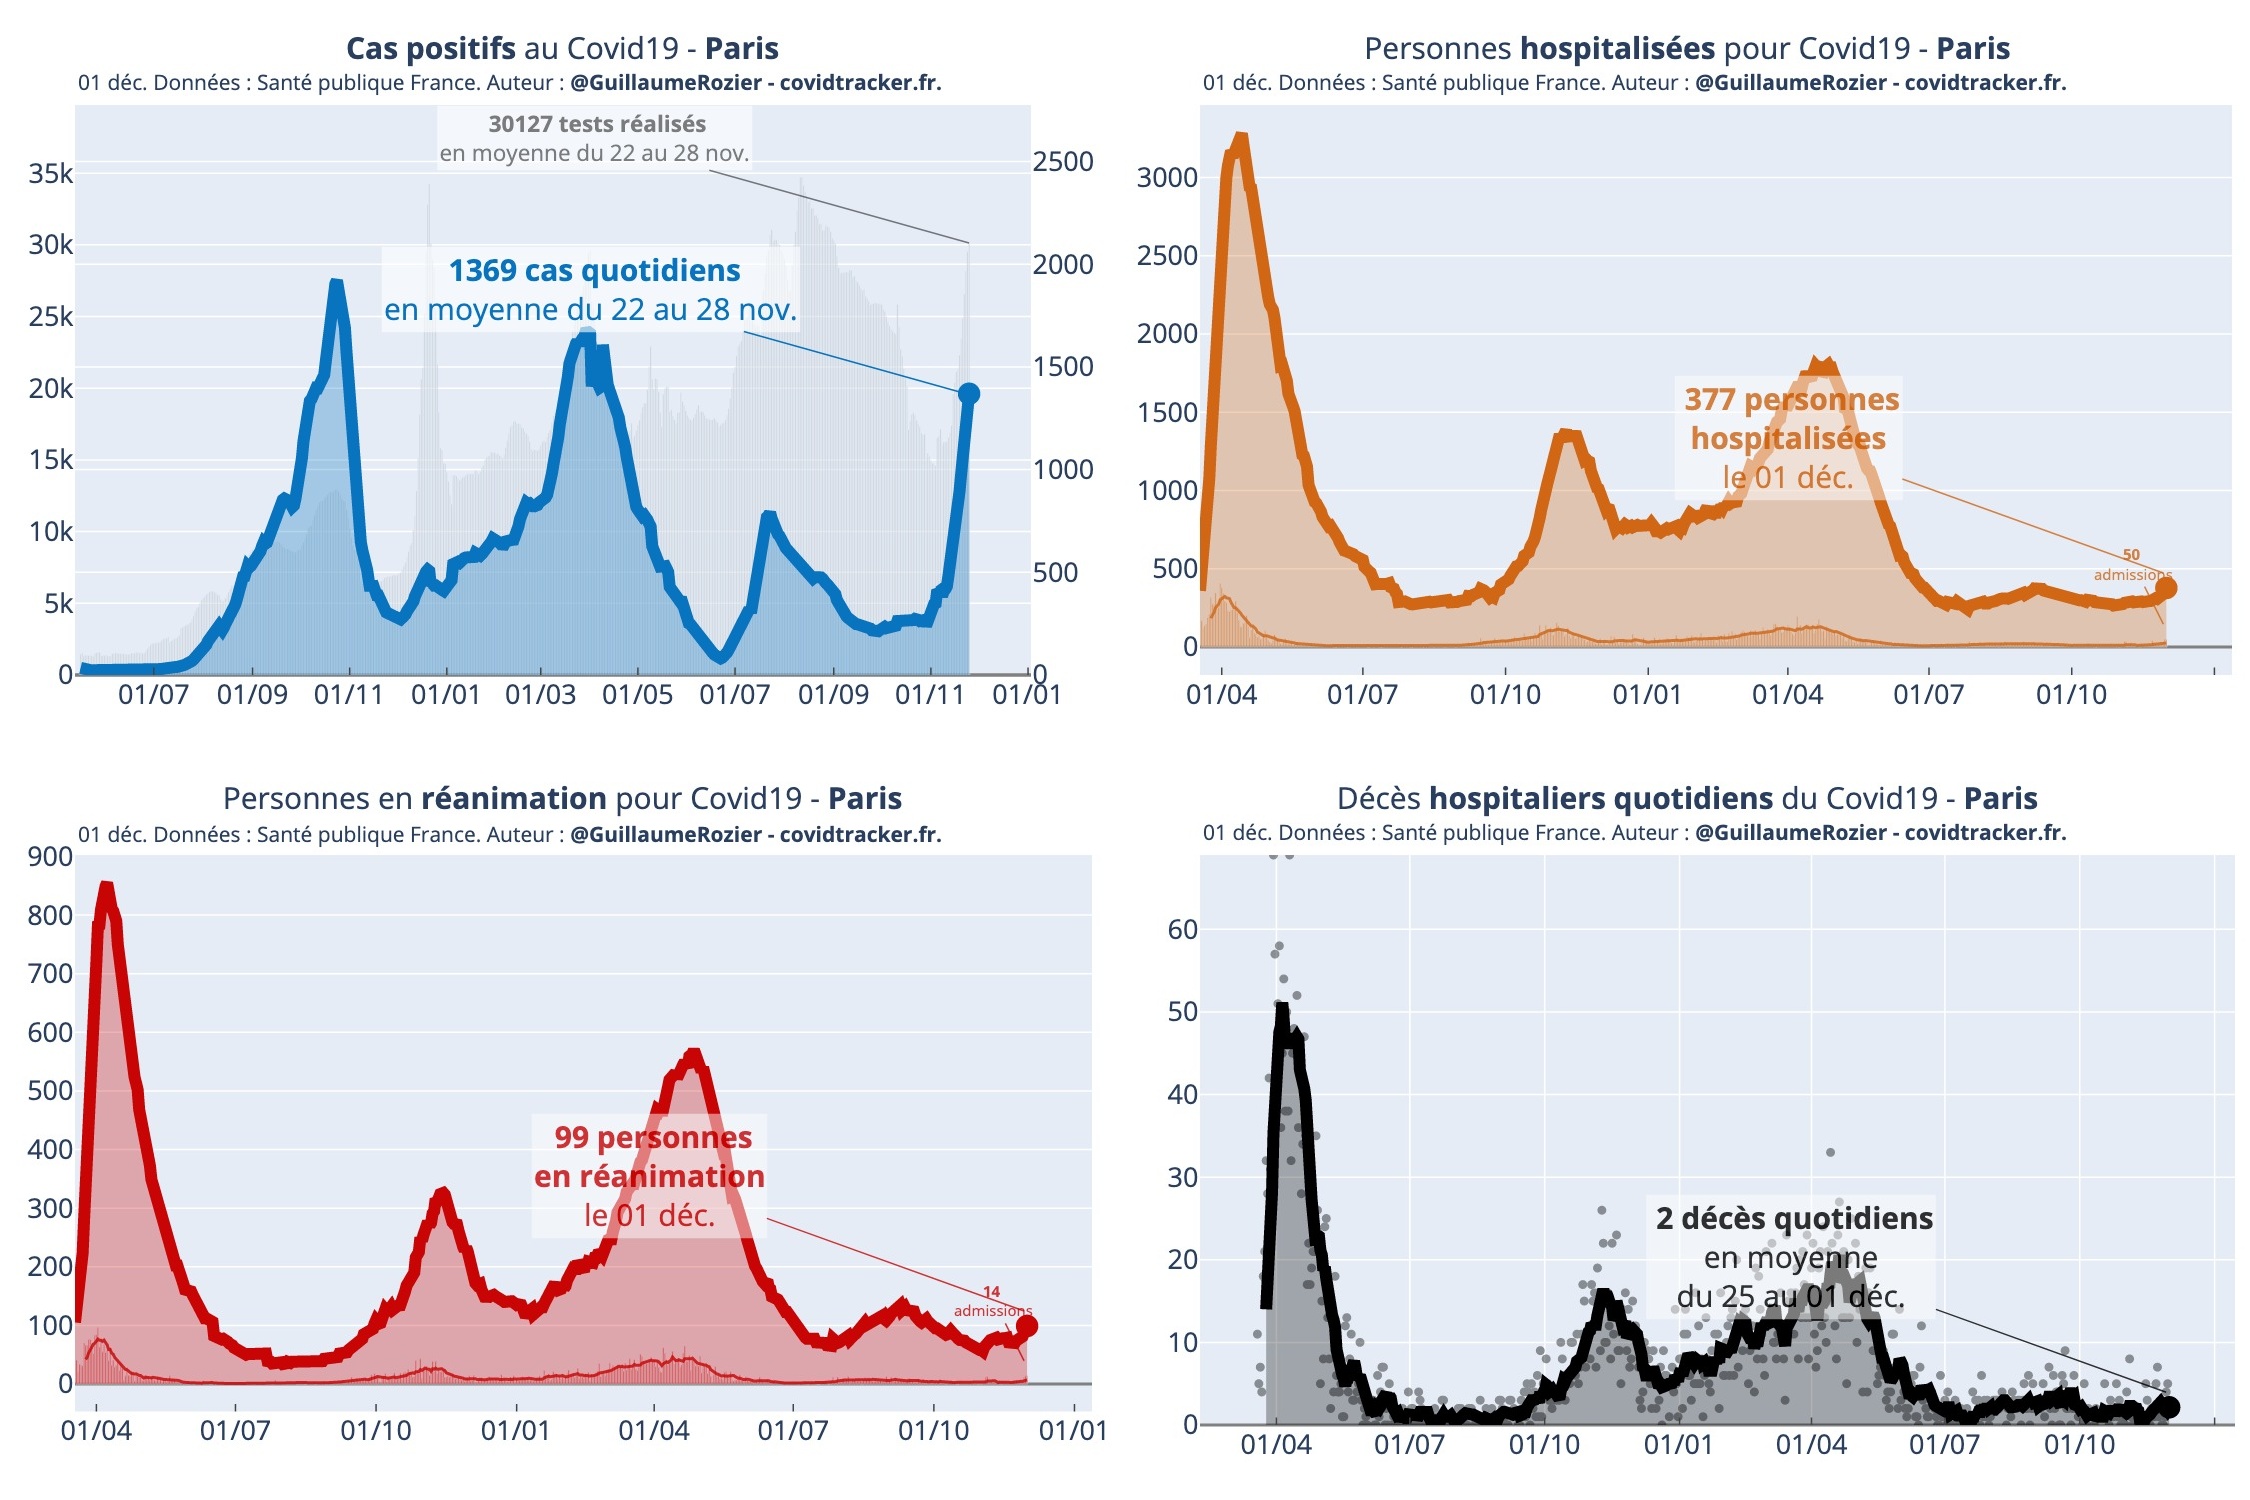 Cas positifs au Covid19 - Paris
01 déc. Données : Santé publique France. Auteur : @GuillaumeRozier - covidtracker.fr.
30127 tests réalisés
en moyenne du 22 au 28 nov.
1369 cas quotidiens
en moyenne du 22 au 28 nov.
35k
30k
25k
20k
15k
10k
5k
0
2500
2000
1500
1000
500
0
01/07 01/09 01/11 01/01 01/03 01/05 01/07 01/09 01/11 01/01
Personnes hospitalisées pour Covid19 - Paris
01 déc. Données : Santé publique France. Auteur : @GuillaumeRozier - covidtracker.fr.
3000
2500
2000
1500
1000
500
0
377 personnes
hospitalisées
le 01 déc.
50
admissions
01/04 01/07 01/10 01/01 01/04 01/07 01/10
Personnes en réanimation pour Covid19 - Paris
01 déc. Données : Santé publique France. Auteur : @GuillaumeRozier - covidtracker.fr.
900
800
700
600
500
400
300
200
100
0
99 personnes
en réanimation
le 01 déc.
14
admissions
01/04 01/07 01/10 01/01 01/04 01/07 01/10 01/01
Décès hospitaliers quotidiens du Covid19 - Paris
01 déc. Données : Santé publique France. Auteur : @GuillaumeRozier - covidtracker.fr.
60
50
40
30
20
10
0
2 décès quotidiens
en moyenne
du 25 au 01 déc.
01/04 01/07 01/10 01/01 01/04 01/07 01/10